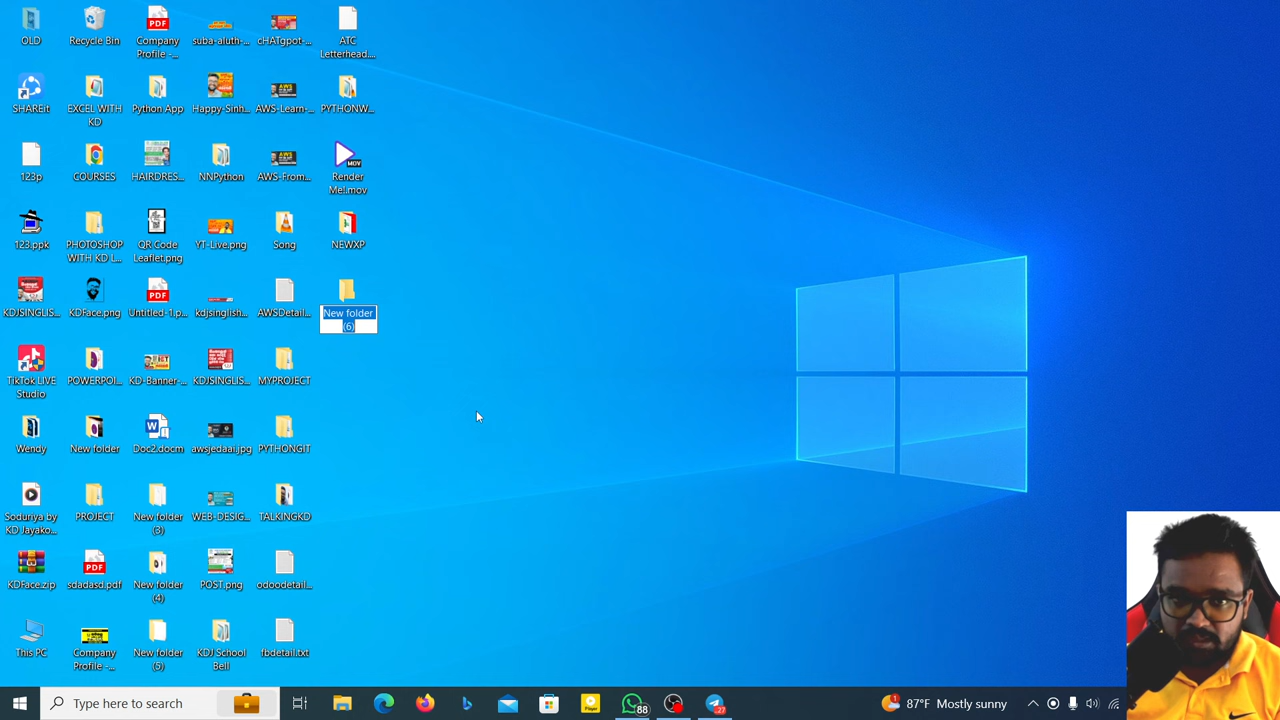 OLD
Recycle Bin
Company
Profile -...
suba-aluth-...
cHATgpot-...
ATC
Letterhead....
SHAREit
EXCEL WITH
KD
Python App
Happy-Sinh...
AWS-Learn-...
PYTHONW...
123p
COURSES
HAIRDRES...
NNPython
AWS-From...
Render
Me!.mov
123.ppk
PHOTOSHOP
WITH KD L...
QR Code
Leaflet.png
YT-Live.png
Song
NEWXP
KDJSINGLIS...
KDFace.png
Untitled-1.p...
kdjsinglish...
AWSDetail...
New folder
(6)
TikTok LIVE
Studio
POWERPOI...
KD-Banner-...
KDJSINGLIS...
MYPROJECT
Wendy
New folder
Doc2.docm
awsjedaai.jpg
PYTHONGIT
Soduriya by
KD Jayako...
PROJECT
New folder
(3)
WEB-DESIG...
TALKINGKD
KDFace.zip
sdadasd.pdf
New folder
(4)
POST.png
odoodetail...
This PC
Company
Profile -...
New folder
(5)
KDJ School
Bell
fbdetail.txt
Type here to search
88
27
1
87°F Mostly sunny